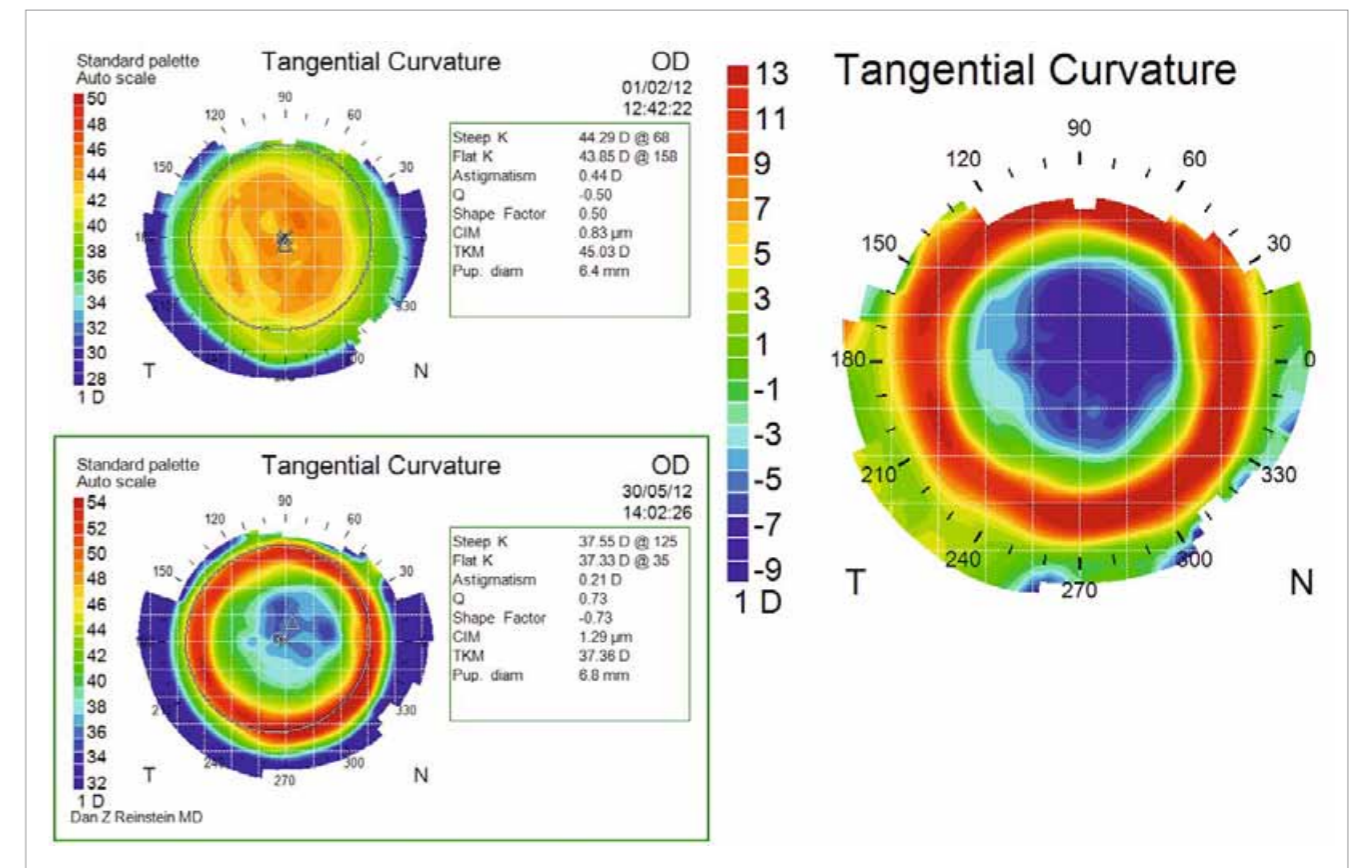 Standard palette
Auto scale
Tangential Curvature
OD
01/02/12
12:42:22
50
48
46
44
42
40
38
36
34
32
30
28
1 D
90
120
60
150
30
330
T
N
Steep K 44.29 D @ 68
Flat K 43.85 D @ 158
Astigmatism 0.44 D
Q -0.50
Shape Factor 0.50
CIM 0.83 µm
TKM 45.03 D
Pup. diam 6.4 mm
Standard palette
Auto scale
Tangential Curvature
OD
30/05/12
14:02:26
54
52
50
48
46
44
42
40
38
36
34
32
1 D
90
120
60
150
30
330
240
300
270
T
N
Steep K 37.55 D @ 125
Flat K 37.33 D @ 35
Astigmatism 0.21 D
Q 0.73
Shape Factor -0.73
CIM 1.29 µm
TKM 37.36 D
Pup. diam 6.8 mm
Dan Z Reinstein MD
Tangential Curvature
13
11
9
7
5
3
1
-1
-3
-5
-7
-9
1 D
90
120
60
150
30
180
0
210
330
240
300
270
T
N